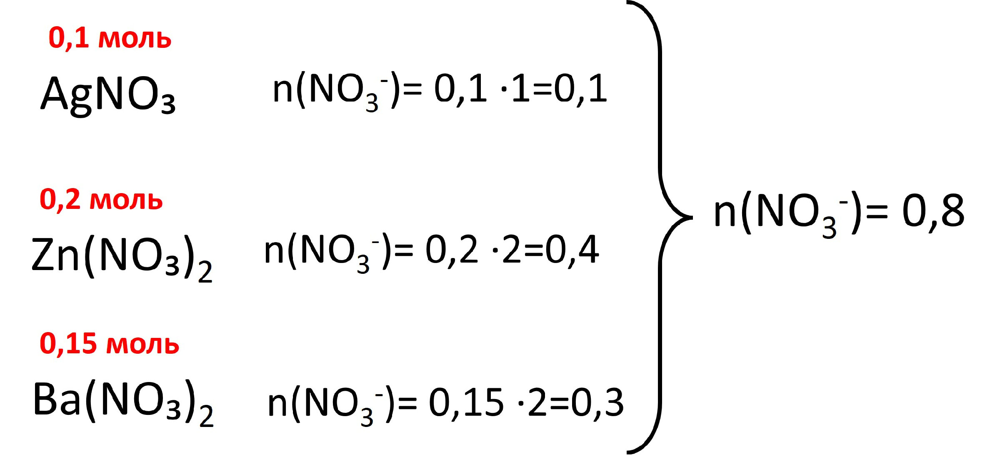 0,1 моль
AgNO₃ n(NO₃⁻)= 0,1 ·1=0,1
0,2 моль
n(NO₃⁻)= 0,8
Zn(NO₃)₂ n(NO₃⁻)= 0,2 ·2=0,4
0,15 моль
Ba(NO₃)₂ n(NO₃⁻)= 0,15 ·2=0,3